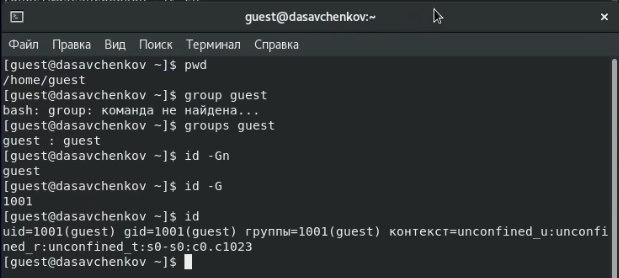 guest@dasavchenkov:~
Файл Правка Вид Поиск Терминал Справка
[guest@dasavchenkov ~]$ pwd
/home/guest
[guest@dasavchenkov ~]$ group guest
bash: group: команда не найдена...
[guest@dasavchenkov ~]$ groups guest
guest : guest
[guest@dasavchenkov ~]$ id -Gn
guest
[guest@dasavchenkov ~]$ id -G
1001
[guest@dasavchenkov ~]$ id
uid=1001(guest) gid=1001(guest) группы=1001(guest) контекст=unconfined_u:unconfi
ned_r:unconfined_t:s0-s0:c0.c1023
[guest@dasavchenkov ~]$